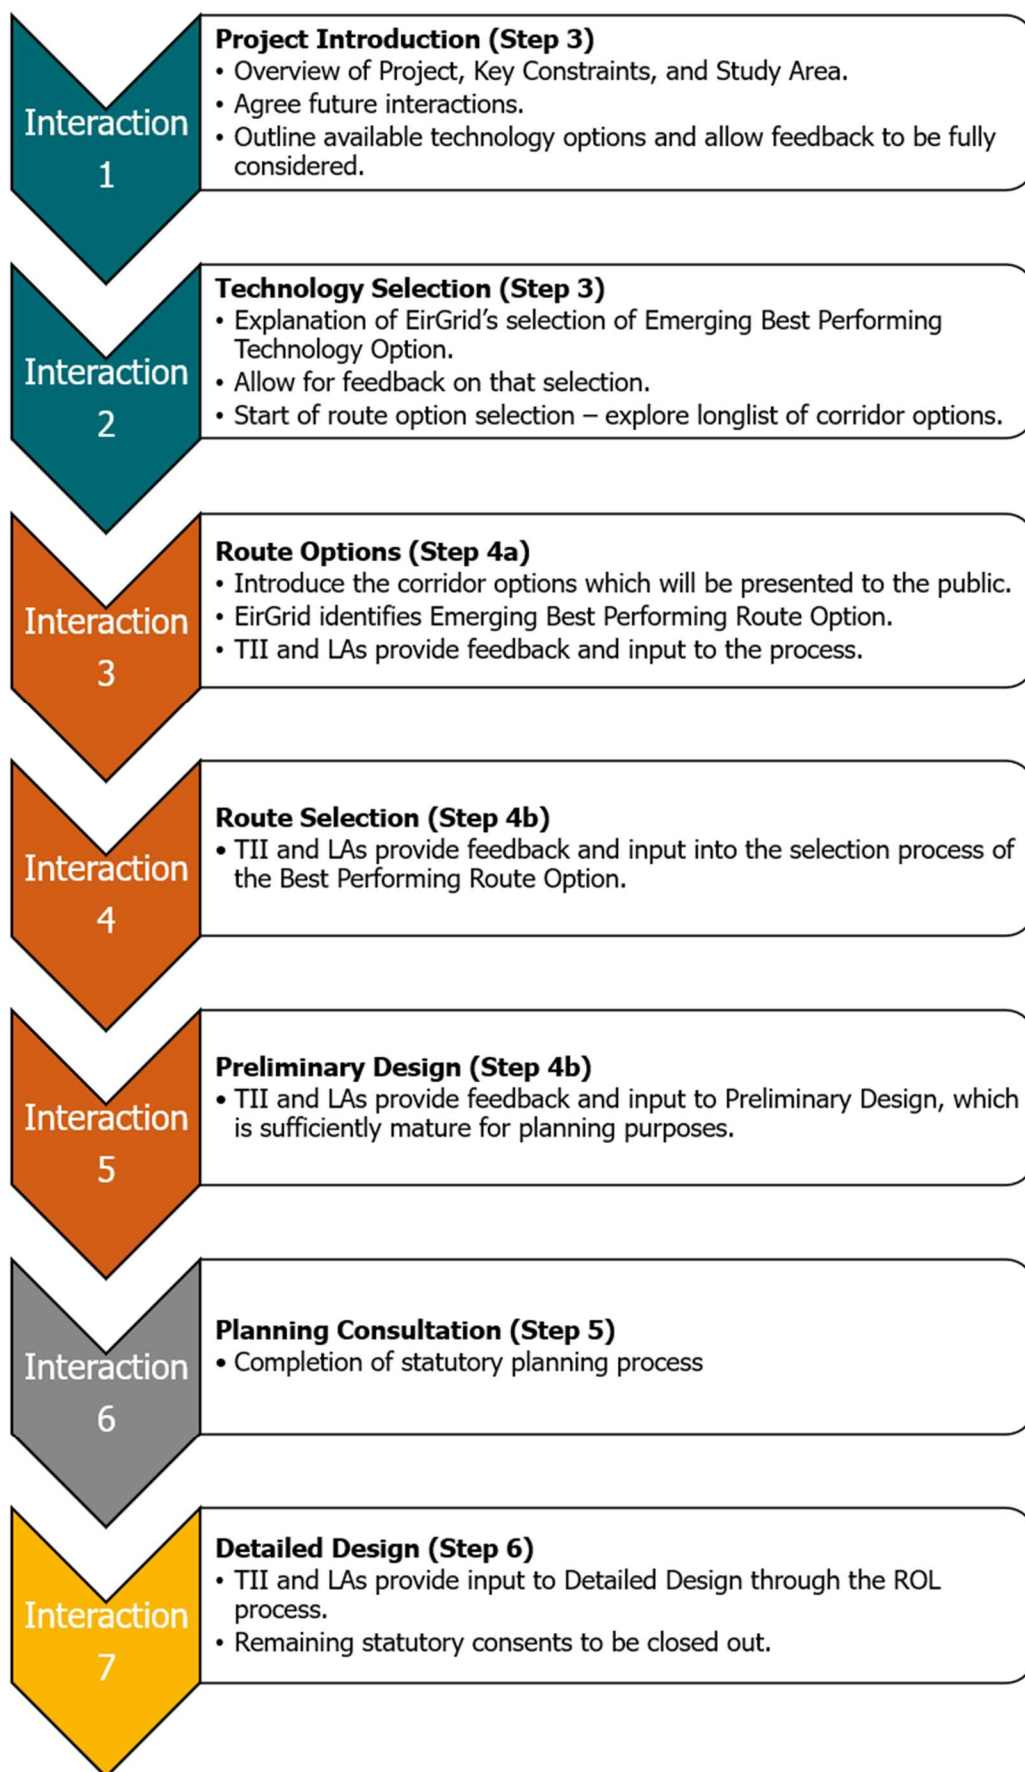 Interaction
1
Project Introduction (Step 3)
• Overview of Project, Key Constraints, and Study Area.
• Agree future interactions.
• Outline available technology options and allow feedback to be fully
considered.
Interaction
2
Technology Selection (Step 3)
• Explanation of EirGrid’s selection of Emerging Best Performing
Technology Option.
• Allow for feedback on that selection.
• Start of route option selection – explore longlist of corridor options.
Interaction
3
Route Options (Step 4a)
• Introduce the corridor options which will be presented to the public.
• EirGrid identifies Emerging Best Performing Route Option.
• TII and LAs provide feedback and input to the process.
Interaction
4
Route Selection (Step 4b)
• TII and LAs provide feedback and input into the selection process of
the Best Performing Route Option.
Interaction
5
Preliminary Design (Step 4b)
• TII and LAs provide feedback and input to Preliminary Design, which
is sufficiently mature for planning purposes.
Interaction
6
Planning Consultation (Step 5)
• Completion of statutory planning process
Interaction
7
Detailed Design (Step 6)
• TII and LAs provide input to Detailed Design through the ROL
process.
• Remaining statutory consents to be closed out.